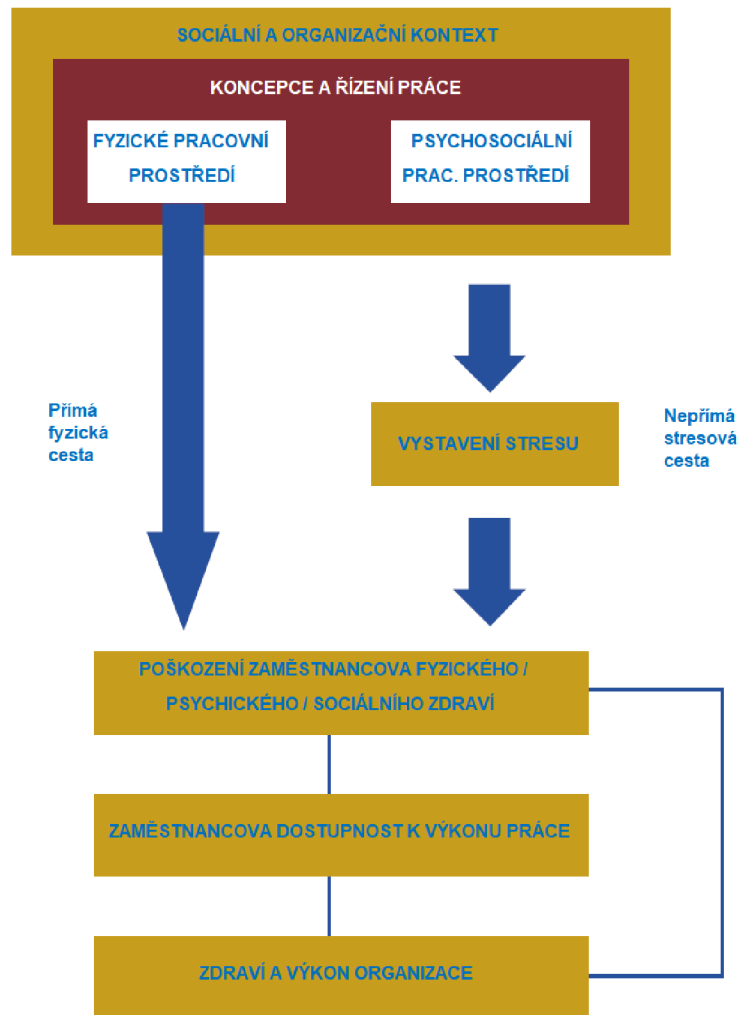 SOCIÁLNÍ A ORGANIZAČNÍ KONTEXT
KONCEPCE A ŘÍZENÍ PRÁCE
FYZICKÉ PRACOVNÍ
PROSTŘEDÍ
PSYCHOSOCIÁLNÍ
PRAC. PROSTŘEDÍ
Přímá
fyzická
cesta
VYSTAVENÍ STRESU
Nepřímá
stresová
cesta
POŠKOZENÍ ZAMĚSTNANCOVA FYZICKÉHO /
PSYCHICKÉHO / SOCIÁLNÍHO ZDRAVÍ
ZAMĚSTNANCOVA DOSTUPNOST K VÝKONU PRÁCE
ZDRAVÍ A VÝKON ORGANIZACE